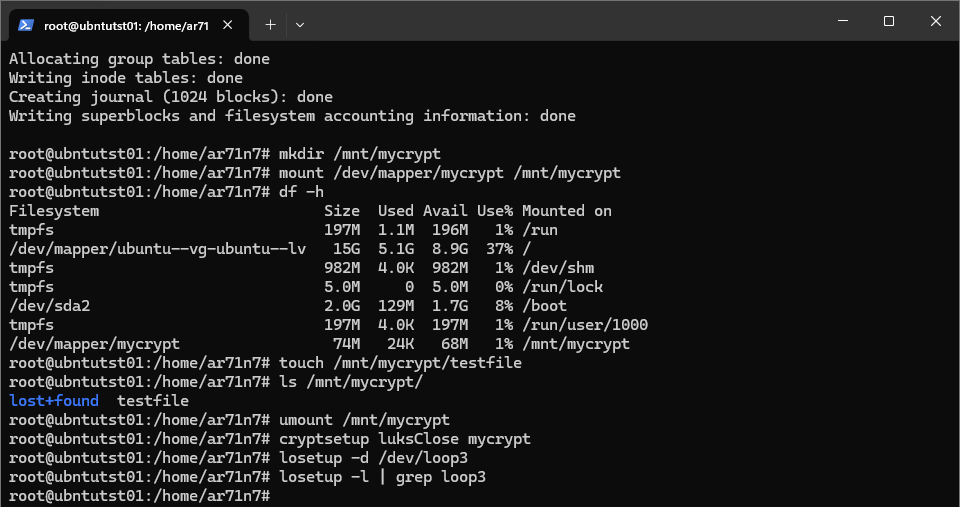 root@ubntutst01: /home/ar71
Allocating group tables: done
Writing inode tables: done
Creating journal (1024 blocks): done
Writing superblocks and filesystem accounting information: done
root@ubntutst01:/home/ar71n7# mkdir /mnt/mycrypt
root@ubntutst01:/home/ar71n7# mount /dev/mapper/mycrypt /mnt/mycrypt
root@ubntutst01:/home/ar71n7# df -h
Filesystem                         Size  Used Avail Use% Mounted on
tmpfs                              197M  1.1M  196M   1% /run
/dev/mapper/ubuntu--vg-ubuntu--lv   15G  5.1G  8.9G  37% /
tmpfs                              982M  4.0K  982M   1% /dev/shm
tmpfs                              5.0M     0  5.0M   0% /run/lock
/dev/sda2                          2.0G  129M  1.7G   8% /boot
tmpfs                              197M  4.0K  197M   1% /run/user/1000
/dev/mapper/mycrypt                 74M   24K   68M   1% /mnt/mycrypt
root@ubntutst01:/home/ar71n7# touch /mnt/mycrypt/testfile
root@ubntutst01:/home/ar71n7# ls /mnt/mycrypt/
lost+found  testfile
root@ubntutst01:/home/ar71n7# umount /mnt/mycrypt
root@ubntutst01:/home/ar71n7# cryptsetup luksClose mycrypt
root@ubntutst01:/home/ar71n7# losetup -d /dev/loop3
root@ubntutst01:/home/ar71n7# losetup -l | grep loop3
root@ubntutst01:/home/ar71n7#